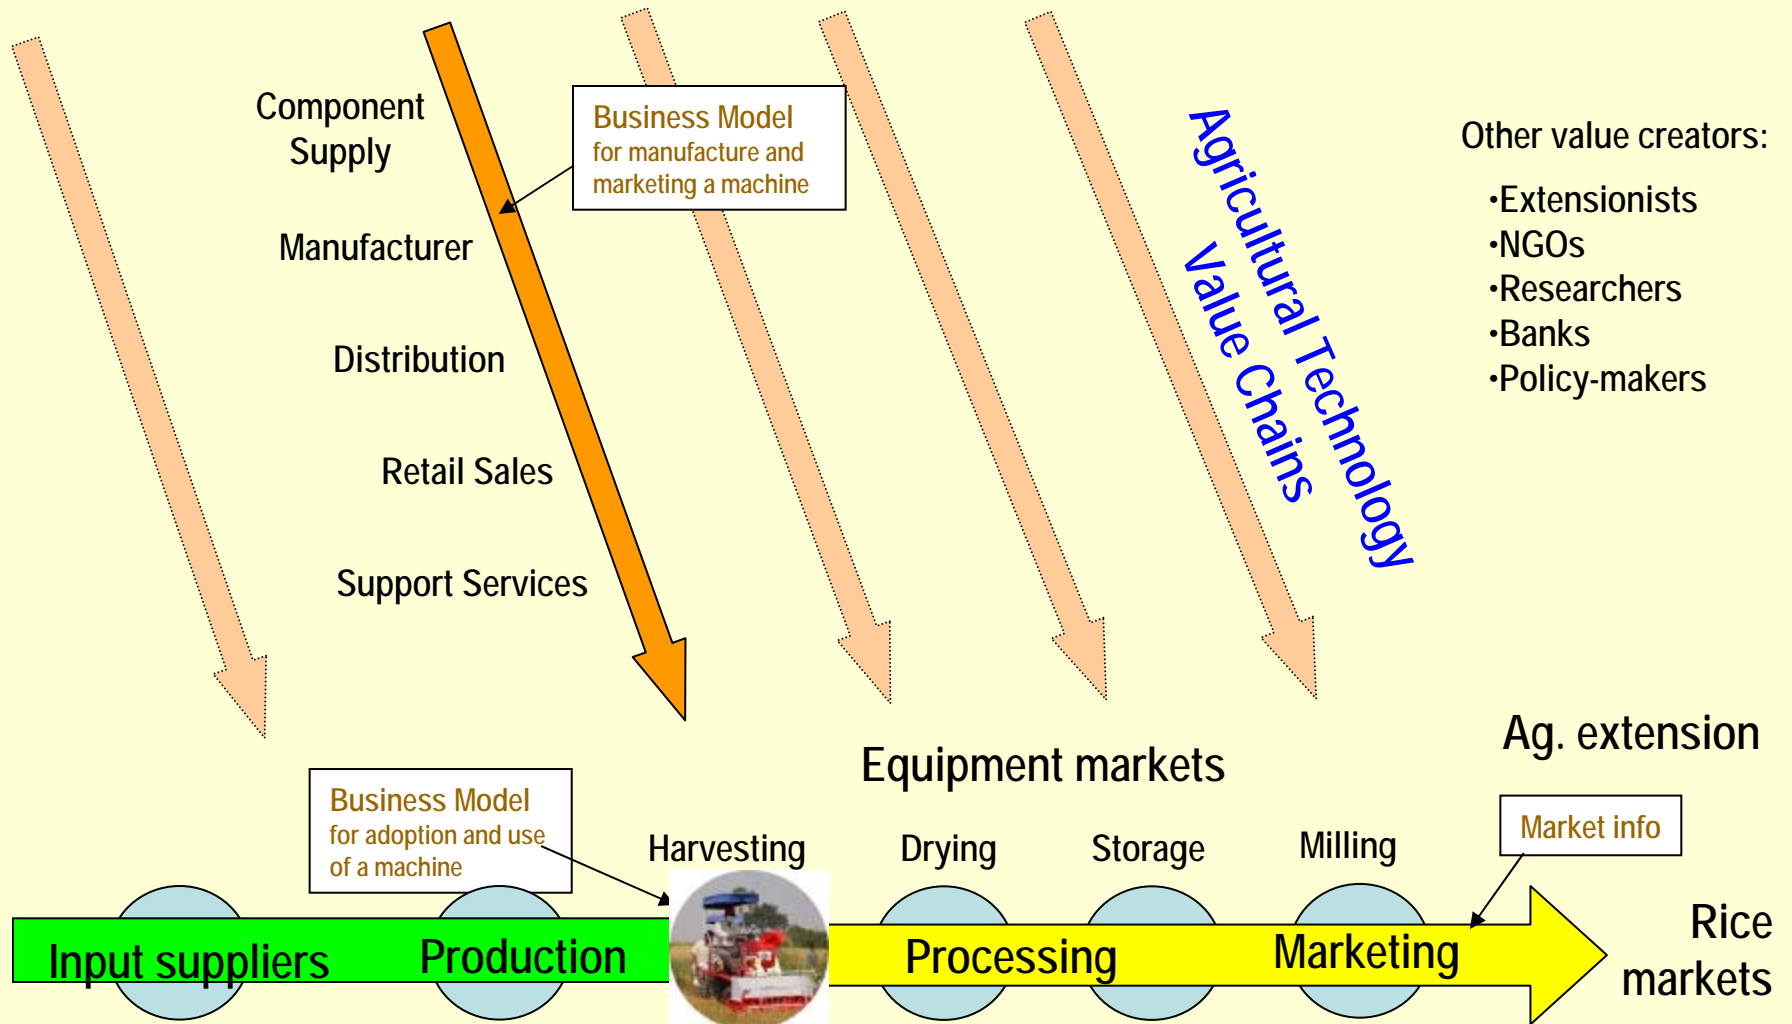 Component
Supply
Manufacturer
Distribution
Retail Sales
Support Services
Business Model
for manufacture and
marketing a machine
Agricultural Technology
Value Chains
Other value creators:
•Extensionists
•NGOs
•Researchers
•Banks
•Policy-makers
Equipment markets
Ag. extension
Business Model
for adoption and use
of a machine
Harvesting
Drying
Storage
Milling
Market info
Input suppliers
Production
Processing
Marketing
Rice
markets